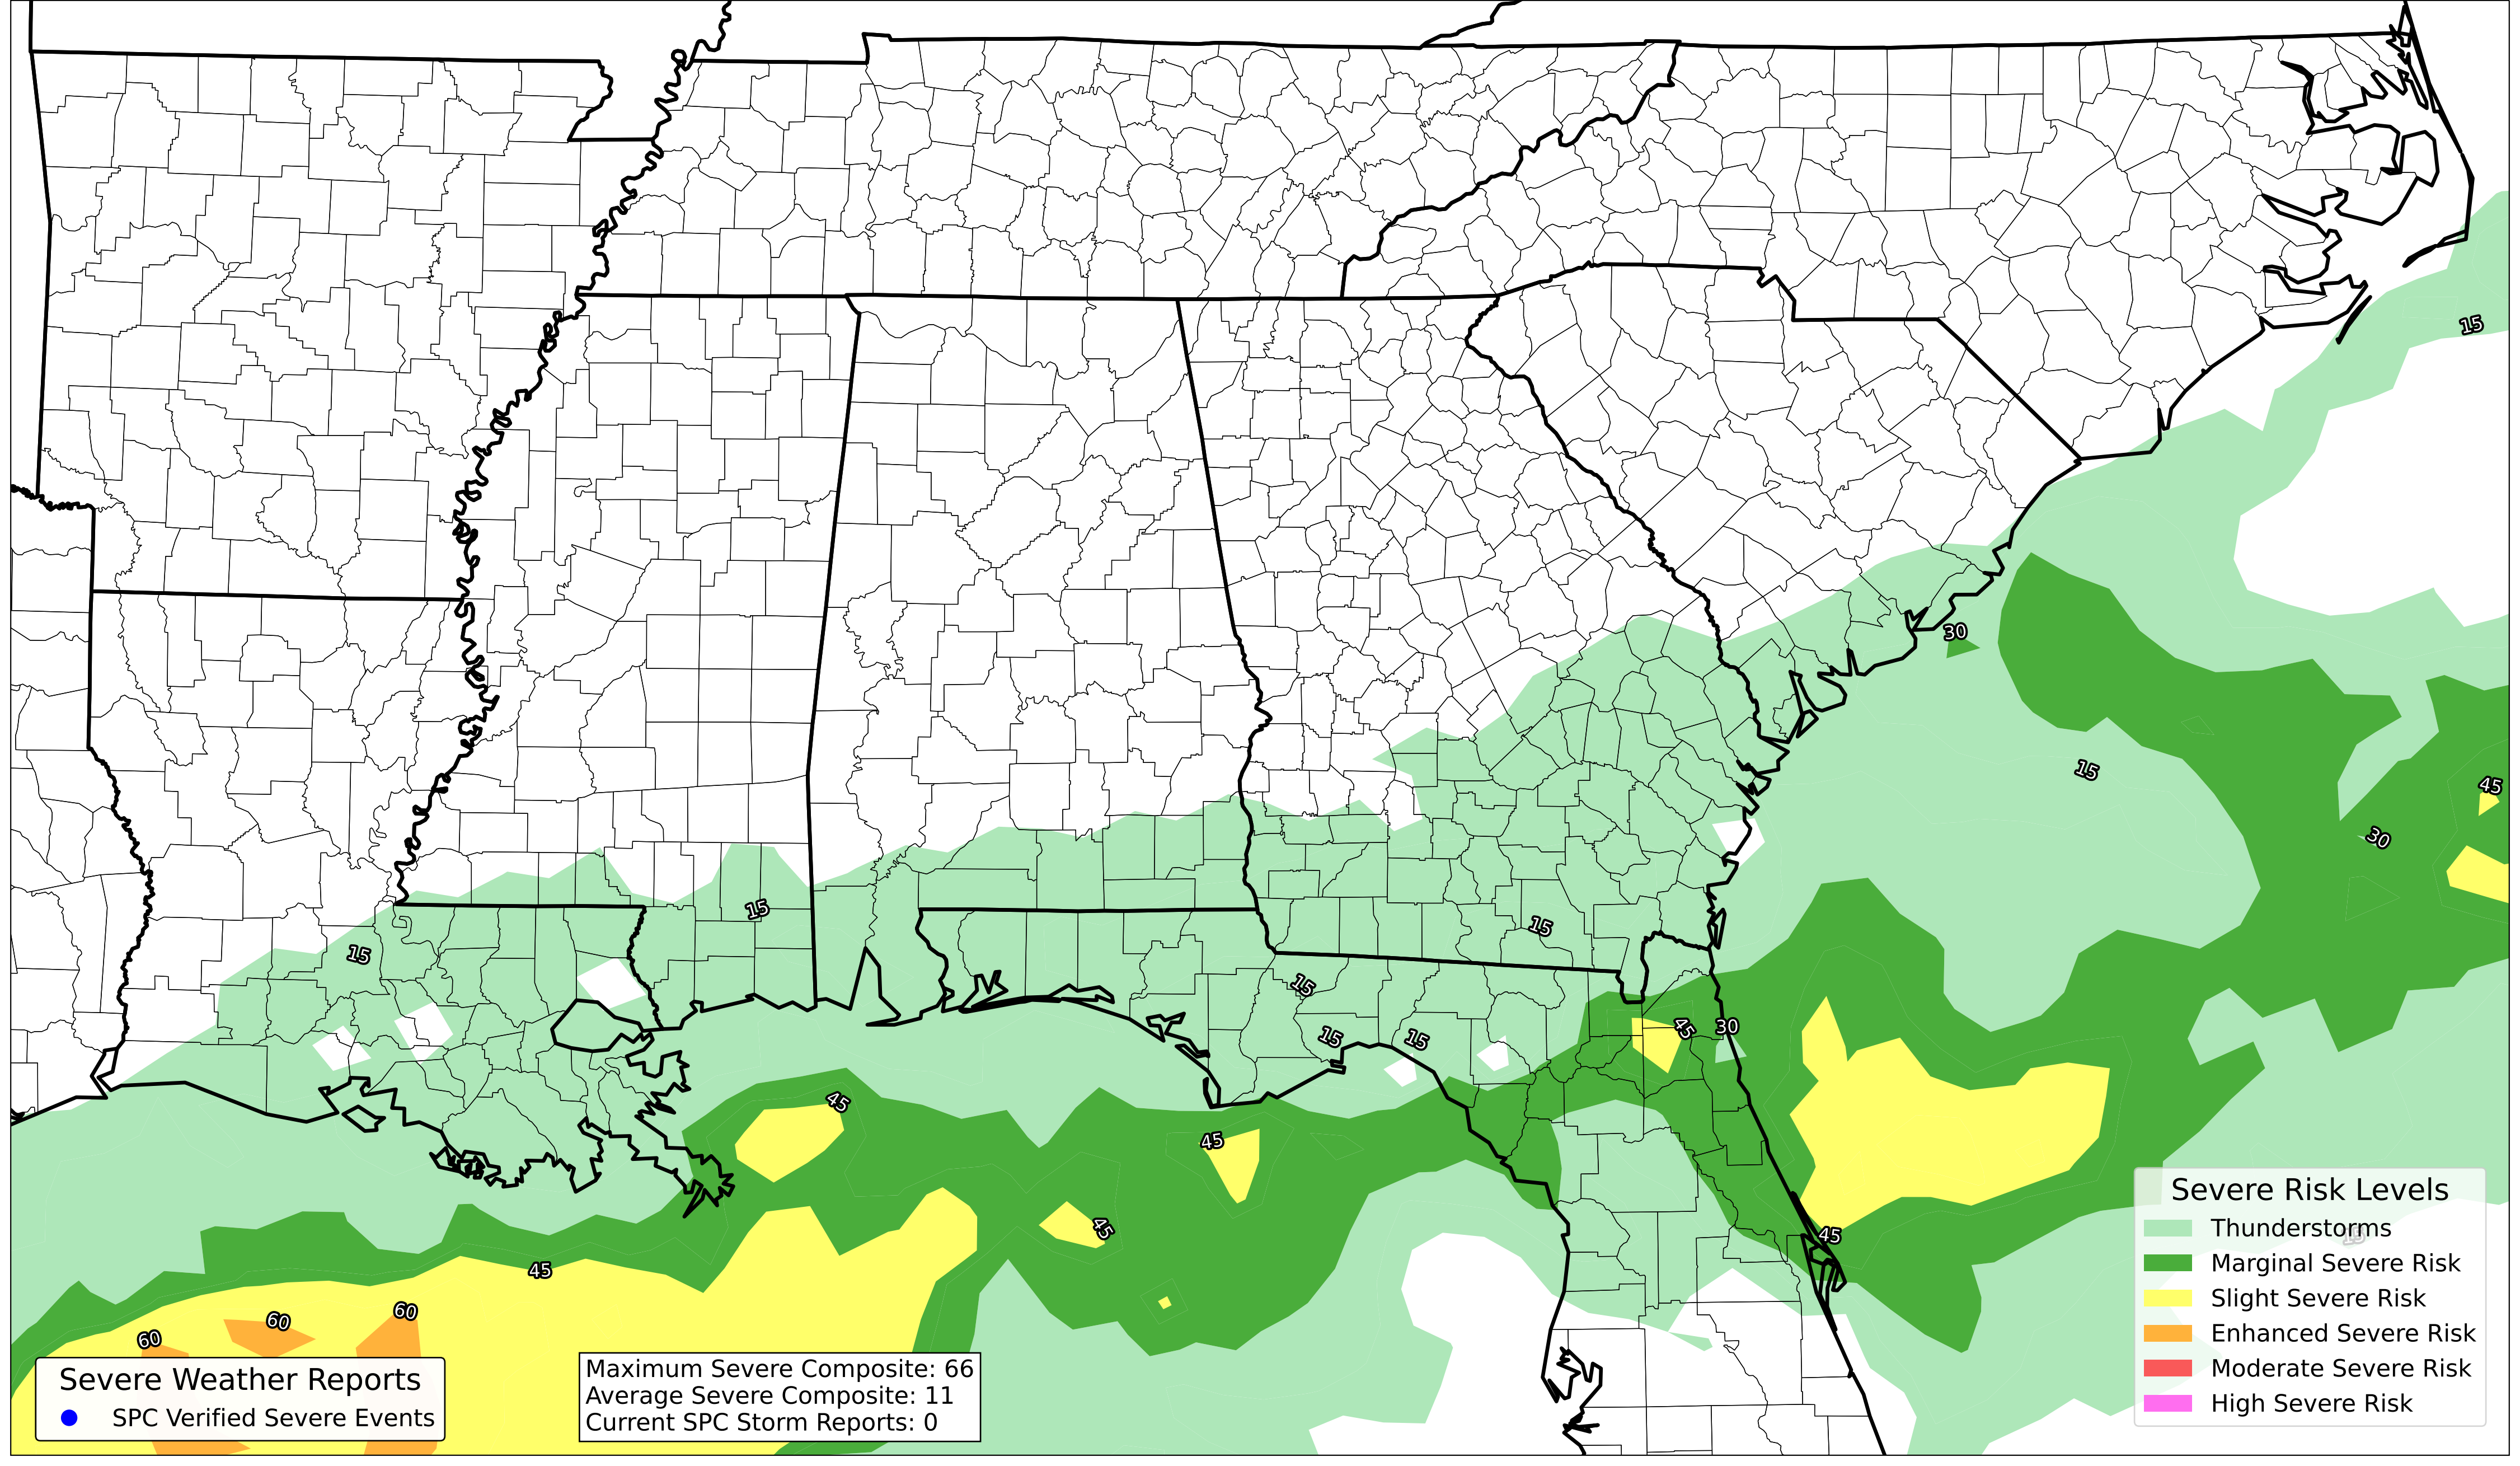 15
30
15
45
30
15
15
15
15
15
15
45
30
45
45
45
45
45
15
60
60
60
Severe Risk Levels
Thunderstorms
Marginal Severe Risk
Slight Severe Risk
Enhanced Severe Risk
Moderate Severe Risk
High Severe Risk
Severe Weather Reports
SPC Verified Severe Events
Maximum Severe Composite: 66
Average Severe Composite: 11
Current SPC Storm Reports: 0